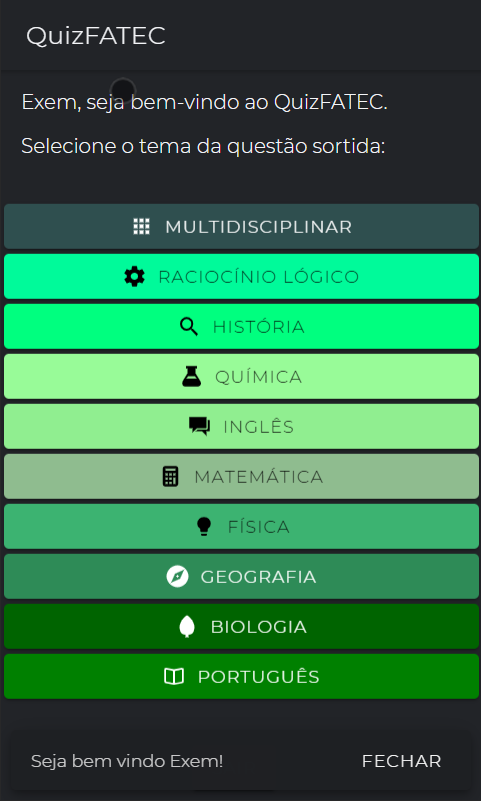 QuizFATEC
Exem, seja bem-vindo ao QuizFATEC.
Selecione o tema da questão sortida:
MULTIDISCIPLINAR
RACIOCÍNIO LÓGICO
HISTÓRIA
QUÍMICA
INGLÊS
MATEMÁTICA
FÍSICA
GEOGRAFIA
BIOLOGIA
PORTUGUÊS
Seja bem vindo Exem! FECHAR